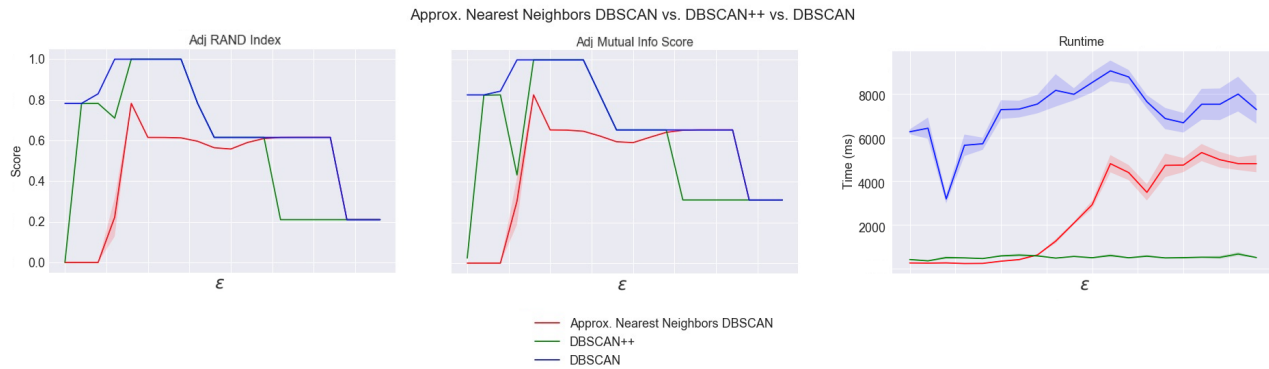 Approx. Nearest Neighbors DBSCAN vs. DBSCAN++ vs. DBSCAN
Adj RAND Index
Adj Mutual Info Score
Runtime
1.0
0.8
0.6
0.4
0.2
0.0
Score
ε
ε
8000
6000
4000
2000
Time (ms)
ε
Approx. Nearest Neighbors DBSCAN
DBSCAN++
DBSCAN